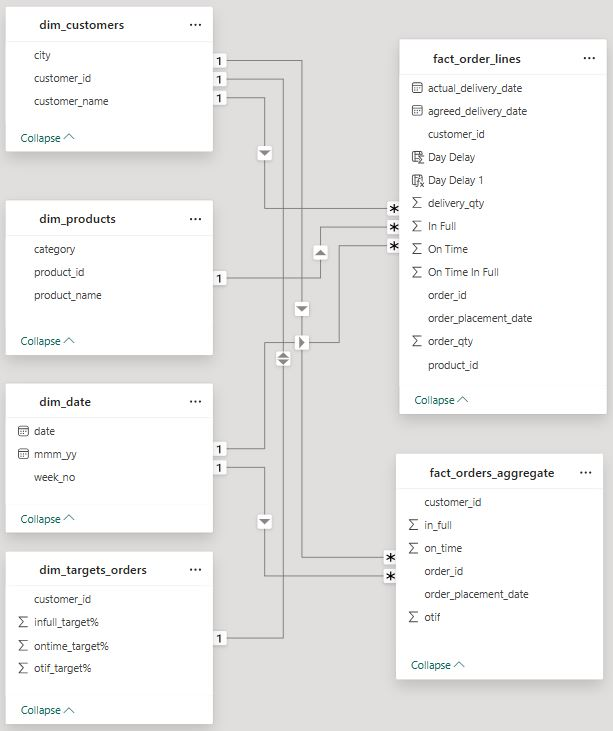 dim_customers
...
city
customer_id
customer_name
Collapse
dim_products
...
category
product_id
product_name
Collapse
dim_date
...
date
mmm_yy
week_no
Collapse
dim_targets_orders
...
customer_id
infull_target%
ontime_target%
otif_target%
Collapse
1
1
1
1
1
1
1
fact_order_lines
...
actual_delivery_date
agreed_delivery_date
customer_id
Day Delay
Day Delay 1
delivery_qty
In Full
On Time
On Time In Full
order_id
order_placement_date
order_qty
product_id
Collapse
*
*
*
fact_orders_aggregate
...
customer_id
in_full
on_time
order_id
order_placement_date
otif
Collapse
*
*